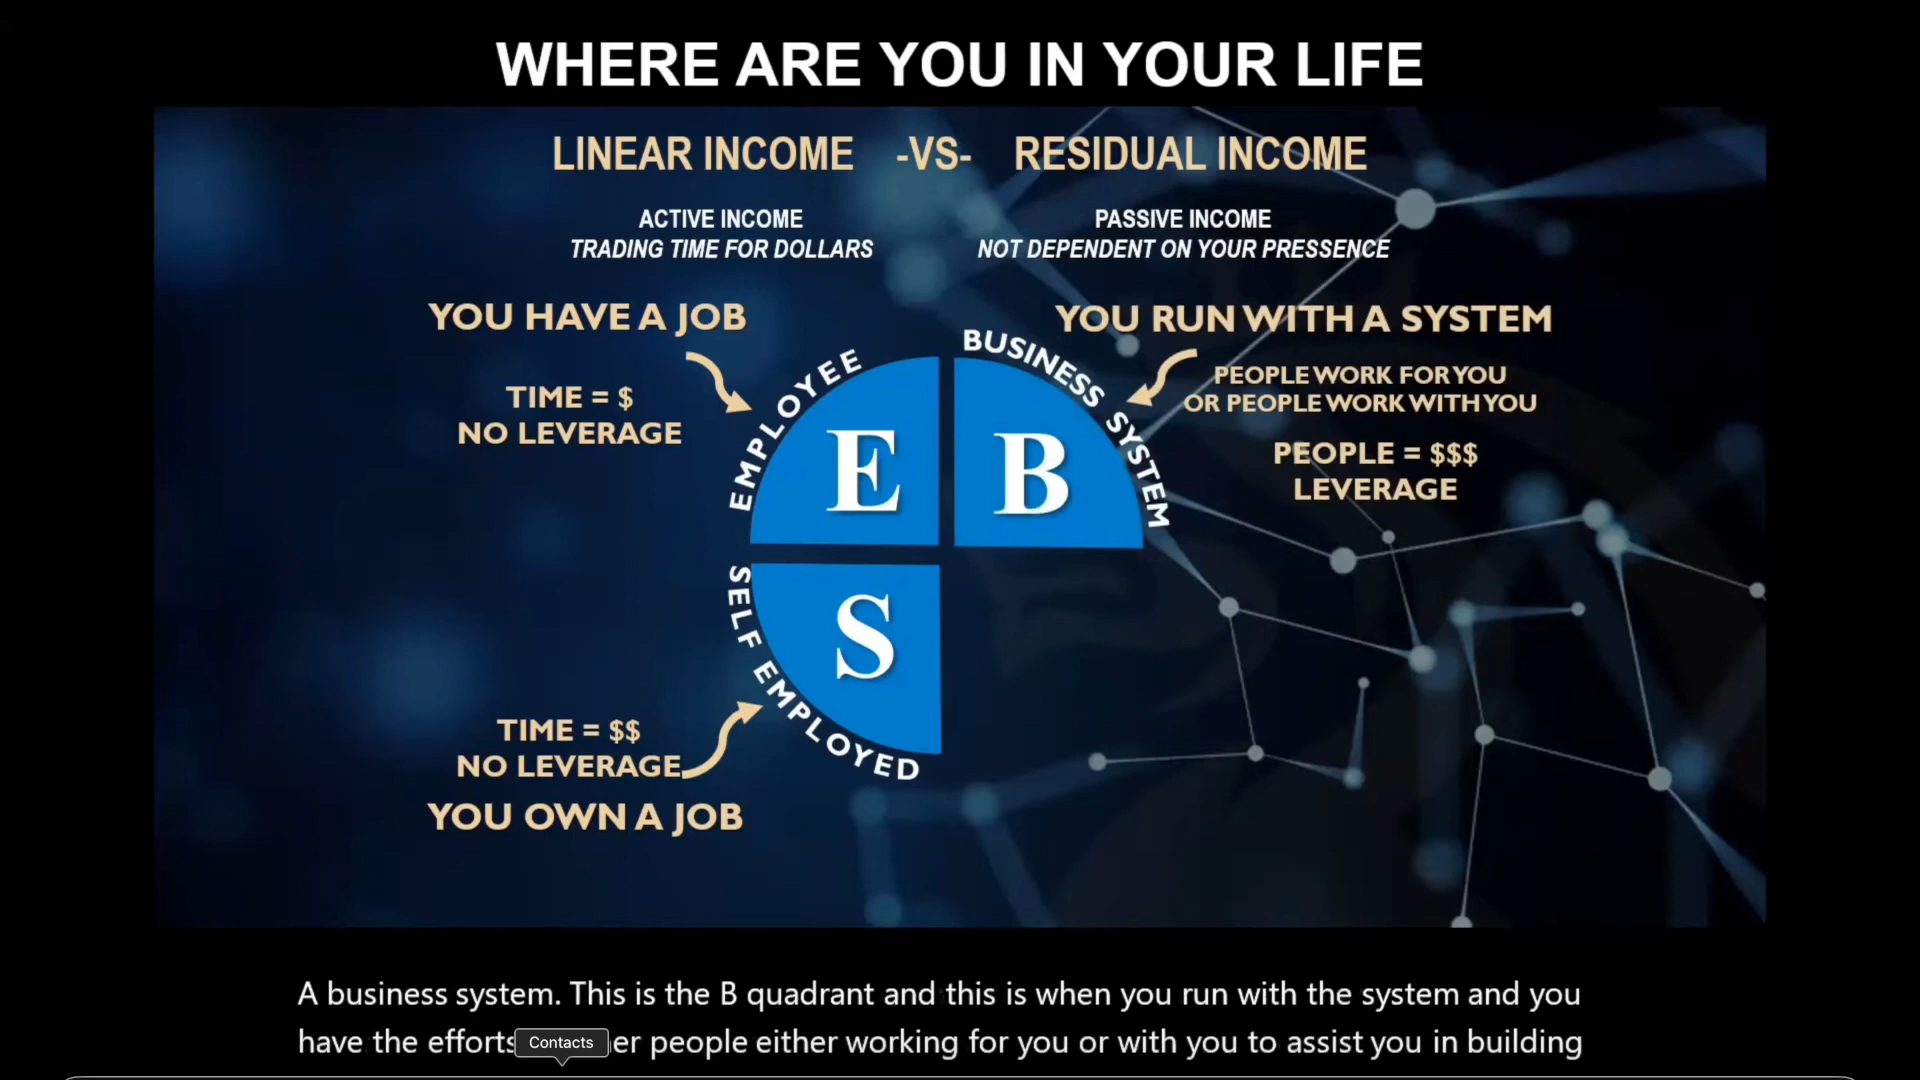 WHERE ARE YOU IN YOUR LIFE
LINEAR INCOME -VS- RESIDUAL INCOME
ACTIVE INCOME
TRADING TIME FOR DOLLARS
PASSIVE INCOME
NOT DEPENDENT ON YOUR PRESSENCE
YOU HAVE A JOB
TIME = $
NO LEVERAGE
EMPLOYEE
E
YOU RUN WITH A SYSTEM
BUSINESS SYSTEM
B
PEOPLE WORK FOR YOU
OR PEOPLE WORK WITH YOU
PEOPLE = $$$
LEVERAGE
SELF EMPLOYED
S
TIME = $$
NO LEVERAGE
YOU OWN A JOB
A business system. This is the B quadrant and this is when you run with the system and you
have the efforts er people either working for you or with you to assist you in building
Contacts